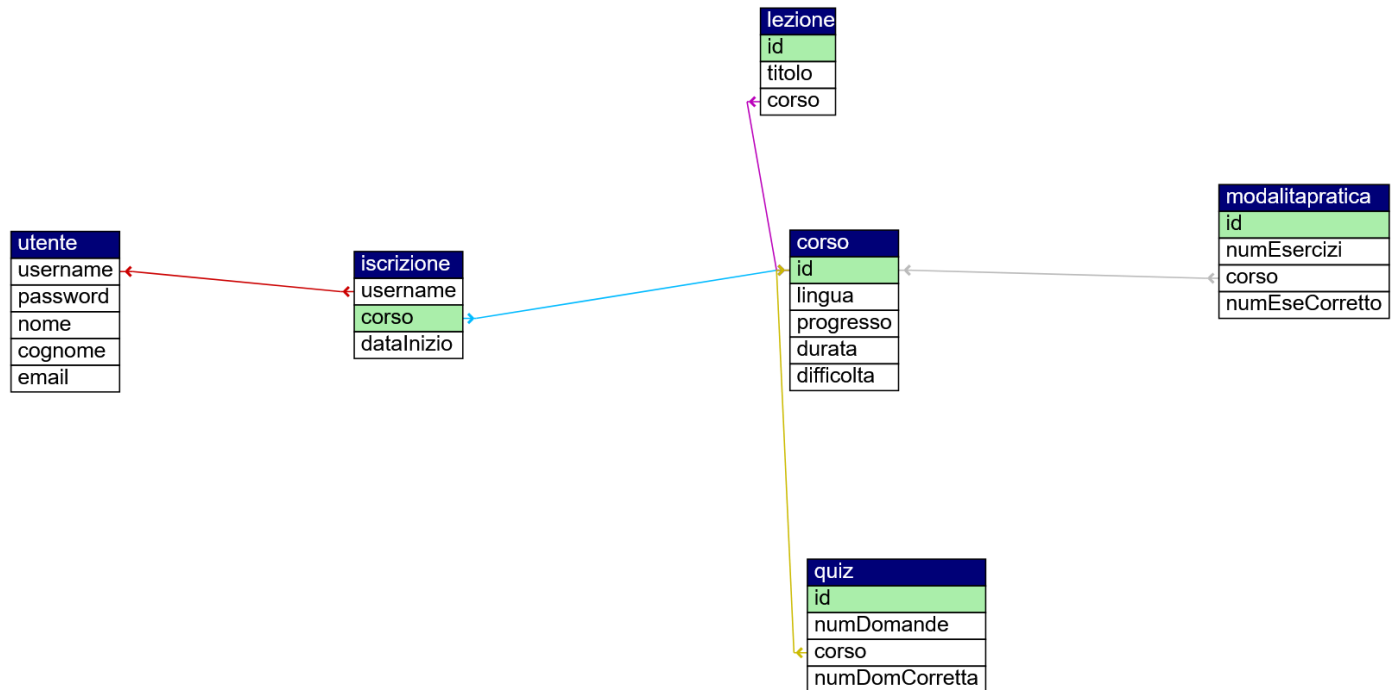 lezione
id
titolo
corso
utente
username
password
nome
cognome
email
iscrizione
username
corso
dataInizio
corso
id
lingua
progresso
durata
difficolta
modalitapratica
id
numEsercizi
corso
numEseCorretto
quiz
id
numDomande
corso
numDomCorretta